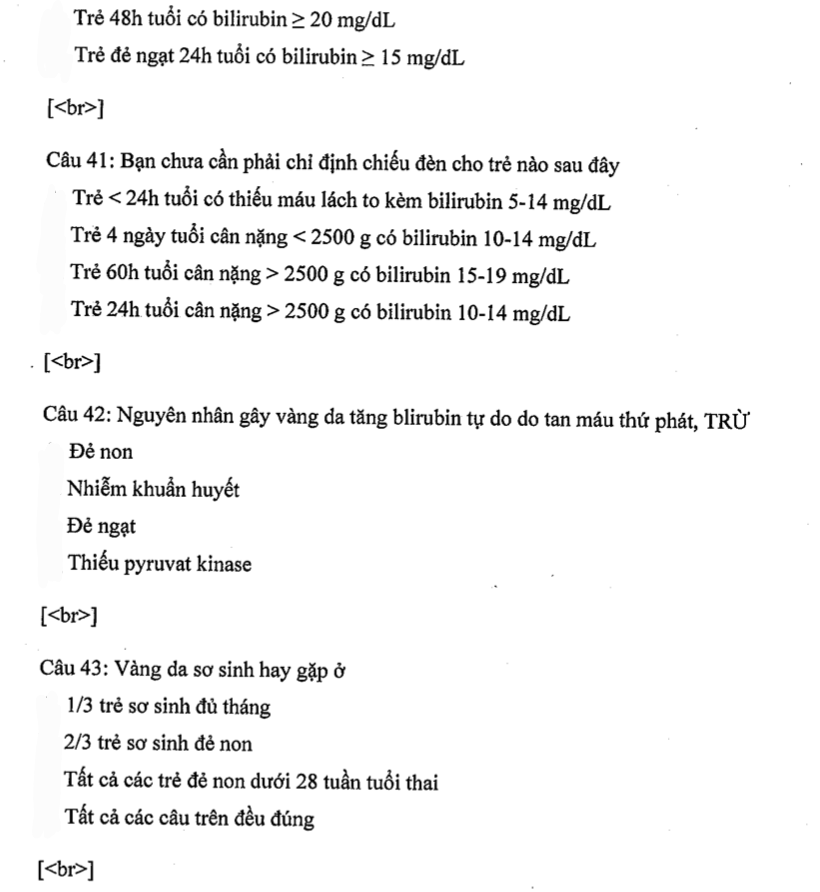 Trẻ 48h tuổi có bilirubin ≥ 20 mg/dL
Trẻ đẻ ngạt 24h tuổi có bilirubin ≥ 15 mg/dL
[<br>]
Câu 41: Bạn chưa cần phải chỉ định chiếu đèn cho trẻ nào sau đây
Trẻ < 24h tuổi có thiếu máu lách to kèm bilirubin 5-14 mg/dL
Trẻ 4 ngày tuổi cân nặng < 2500 g có bilirubin 10-14 mg/dL
Trẻ 60h tuổi cân nặng > 2500 g có bilirubin 15-19 mg/dL
Trẻ 24h tuổi cân nặng > 2500 g có bilirubin 10-14 mg/dL
[<br>]
Câu 42: Nguyên nhân gây vàng da tăng blirubin tự do do tan máu thứ phát, TRỪ
Đẻ non
Nhiễm khuẩn huyết
Đẻ ngạt
Thiếu pyruvat kinase
[<br>]
Câu 43: Vàng da sơ sinh hay gặp ở
1/3 trẻ sơ sinh đủ tháng
2/3 trẻ sơ sinh đẻ non
Tất cả các trẻ đẻ non dưới 28 tuần tuổi thai
Tất cả các câu trên đều đúng
[<br>]